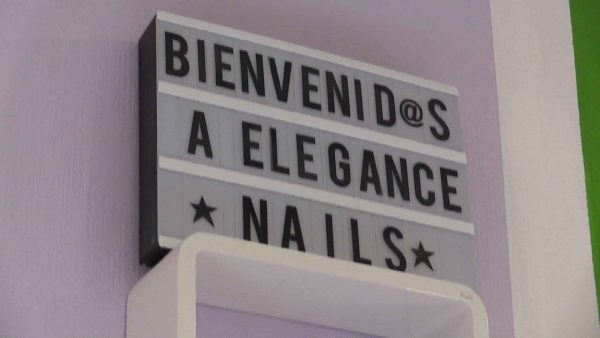 BIENVENID@S
A ELEGANCE
★ NAILS ★